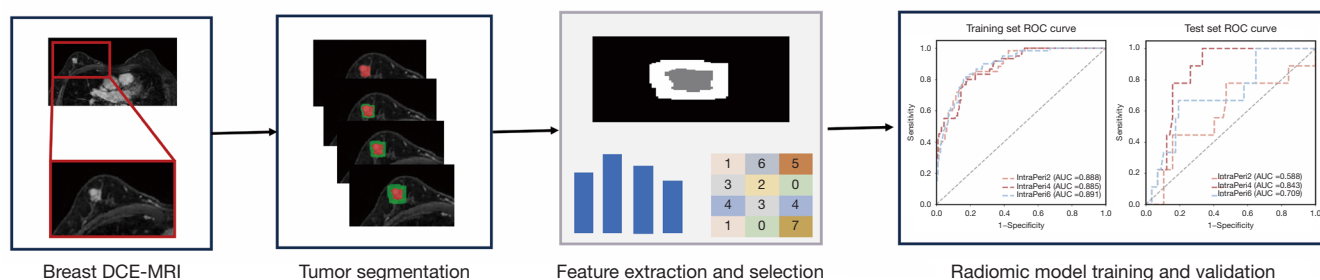 Training set ROC curve
1.0
0.8
0.6
0.4
0.2
0.0
Sensitivity
IntraPeri2 (AUC =0.888)
IntraPeri4 (AUC =0.885)
IntraPeri6 (AUC =0.891)
0.0 0.2 0.4 0.6 0.8 1.0
1−Specificity
Test set ROC curve
1.0
0.8
0.6
0.4
0.2
0.0
Sensitivity
IntraPeri2 (AUC =0.588)
IntraPeri4 (AUC =0.843)
IntraPeri6 (AUC =0.709)
0.0 0.2 0.4 0.6 0.8 1.0
1−Specificity
1 6 5
3 2 0
4 3 4
1 0 7
Breast DCE-MRI
Tumor segmentation
Feature extraction and selection
Radiomic model training and validation